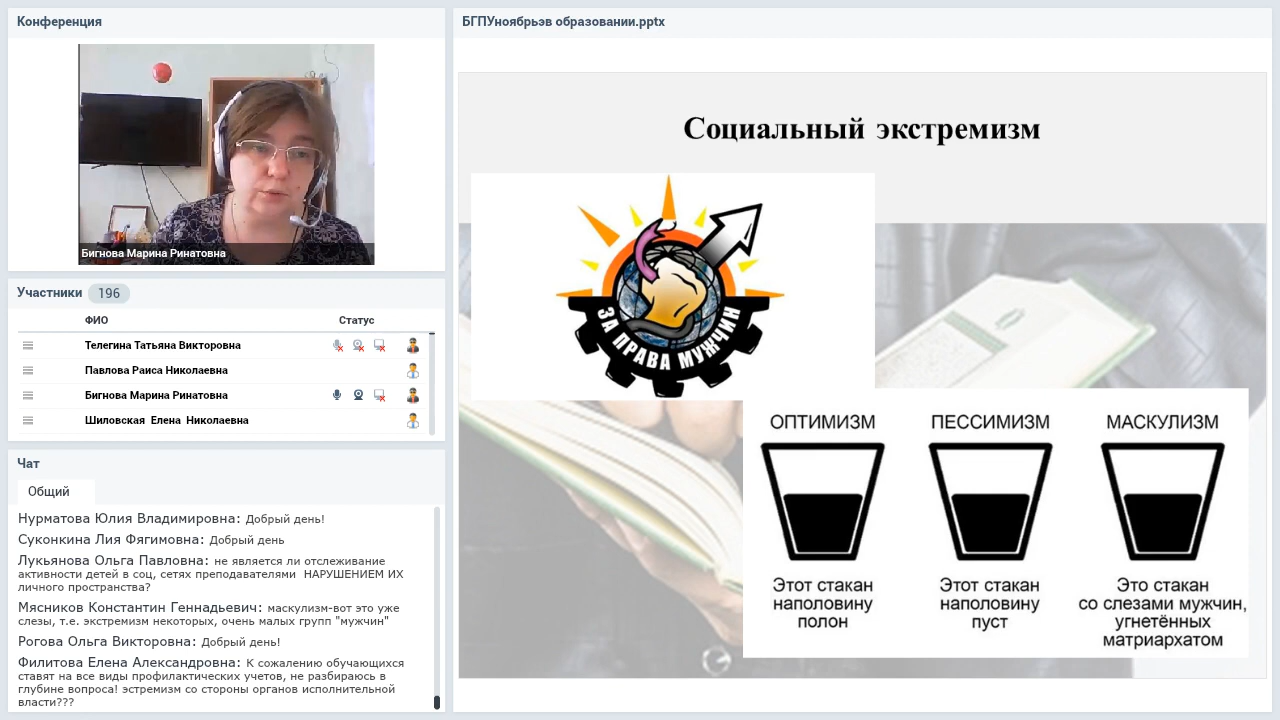 Конференция
Бигнова Марина Ринатовна
Участники 196
ФИО Статус
Телегина Татьяна Викторовна
Павлова Раиса Николаевна
Бигнова Марина Ринатовна
Шиловская Елена Николаевна
Чат
Общий
Нурматова Юлия Владимировна: Добрый день!
Суконкина Лия Фягимовна: Добрый день
Лукьянова Ольга Павловна: не является ли отслеживание
активности детей в соц, сетях преподавателями НАРУШЕНИЕМ ИХ
личного пространства?
Мясников Константин Геннадьевич: маскулизм-вот это уже
слезы, т.е. экстремизм некоторых, очень малых групп "мужчин"
Рогова Ольга Викторовна: Добрый день!
Филитова Елена Александровна: К сожалению обучающихся
ставят на все виды профилактических учетов, не разбираюсь в
глубине вопроса! эстремизм со стороны органов исполнительной
власти???
БГПУноябрьэв образовании.pptx
Социальный экстремизм
ЗА ПРАВА МУЖЧИН
ОПТИМИЗМ ПЕССИМИЗМ МАСКУЛИЗМ
Этот стакан Этот стакан Это стакан
наполовину наполовину со слезами мужчин,
полон пуст угнетённых
матриархатом